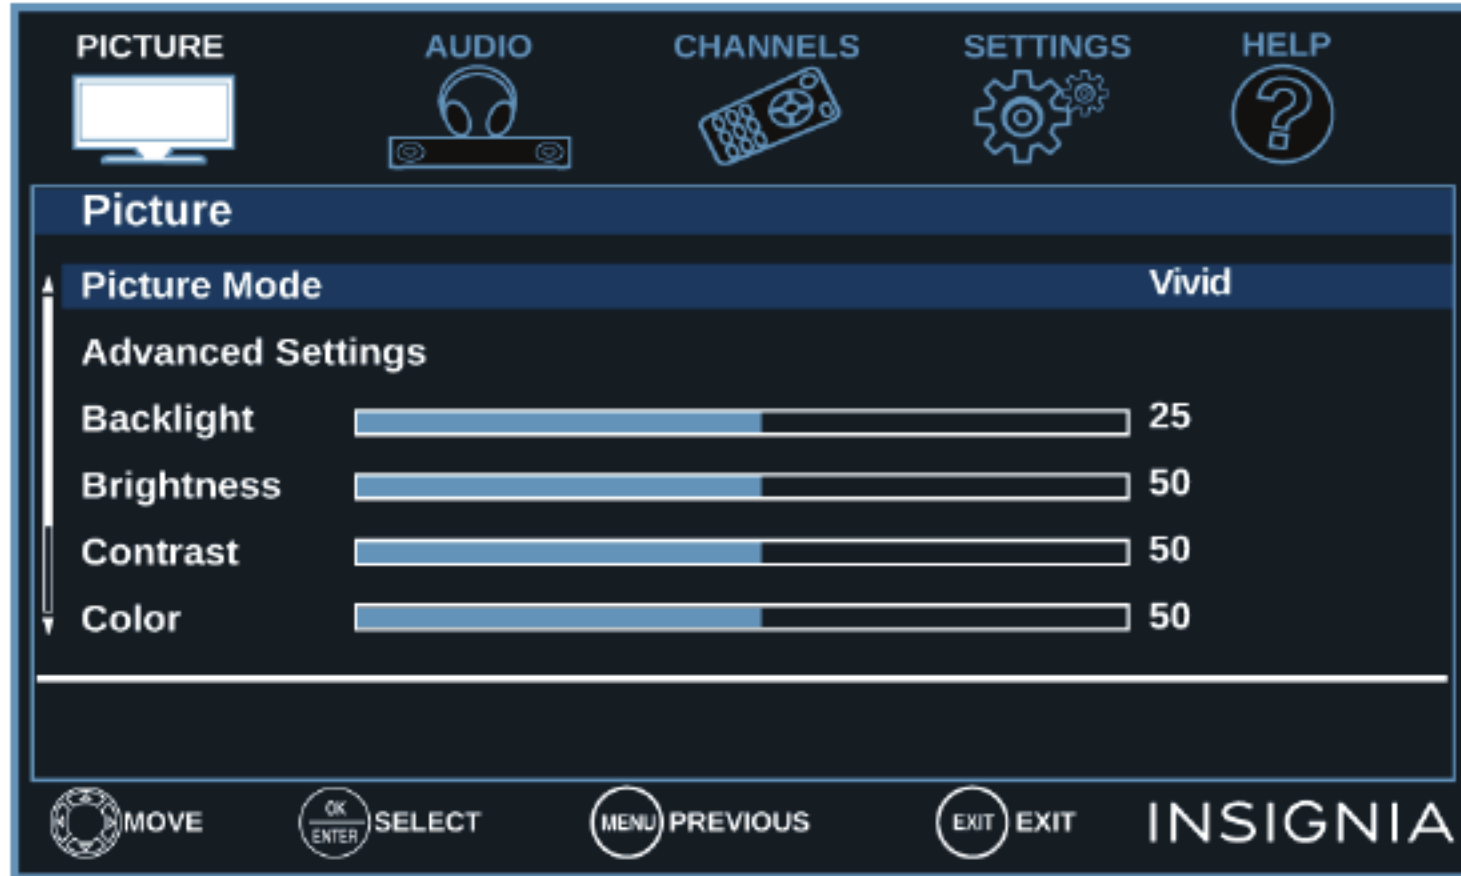 PICTURE AUDIO CHANNELS SETTINGS HELP
?
Picture
Picture Mode Vivid
Advanced Settings
Backlight 25
Brightness 50
Contrast 50
Color 50
OK
ENTER
MOVE SELECT MENU PREVIOUS EXIT EXIT INSIGNIA